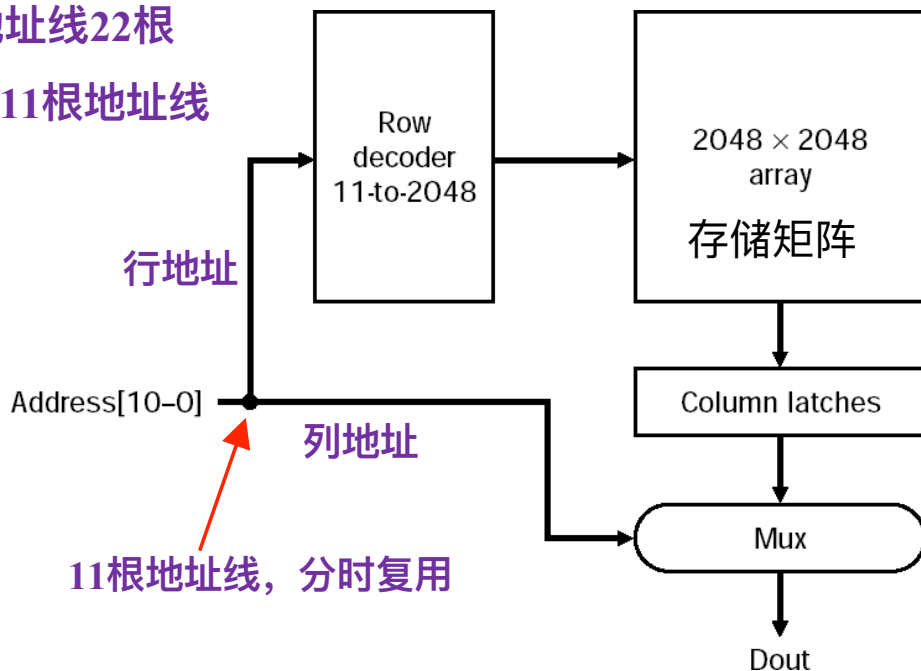 址线22根
11根地址线
Row
decoder
11-to-2048
2048 × 2048
array
存储矩阵
行地址
Address[10–0]
列地址
Column latches
11根地址线，分时复用
Mux
Dout